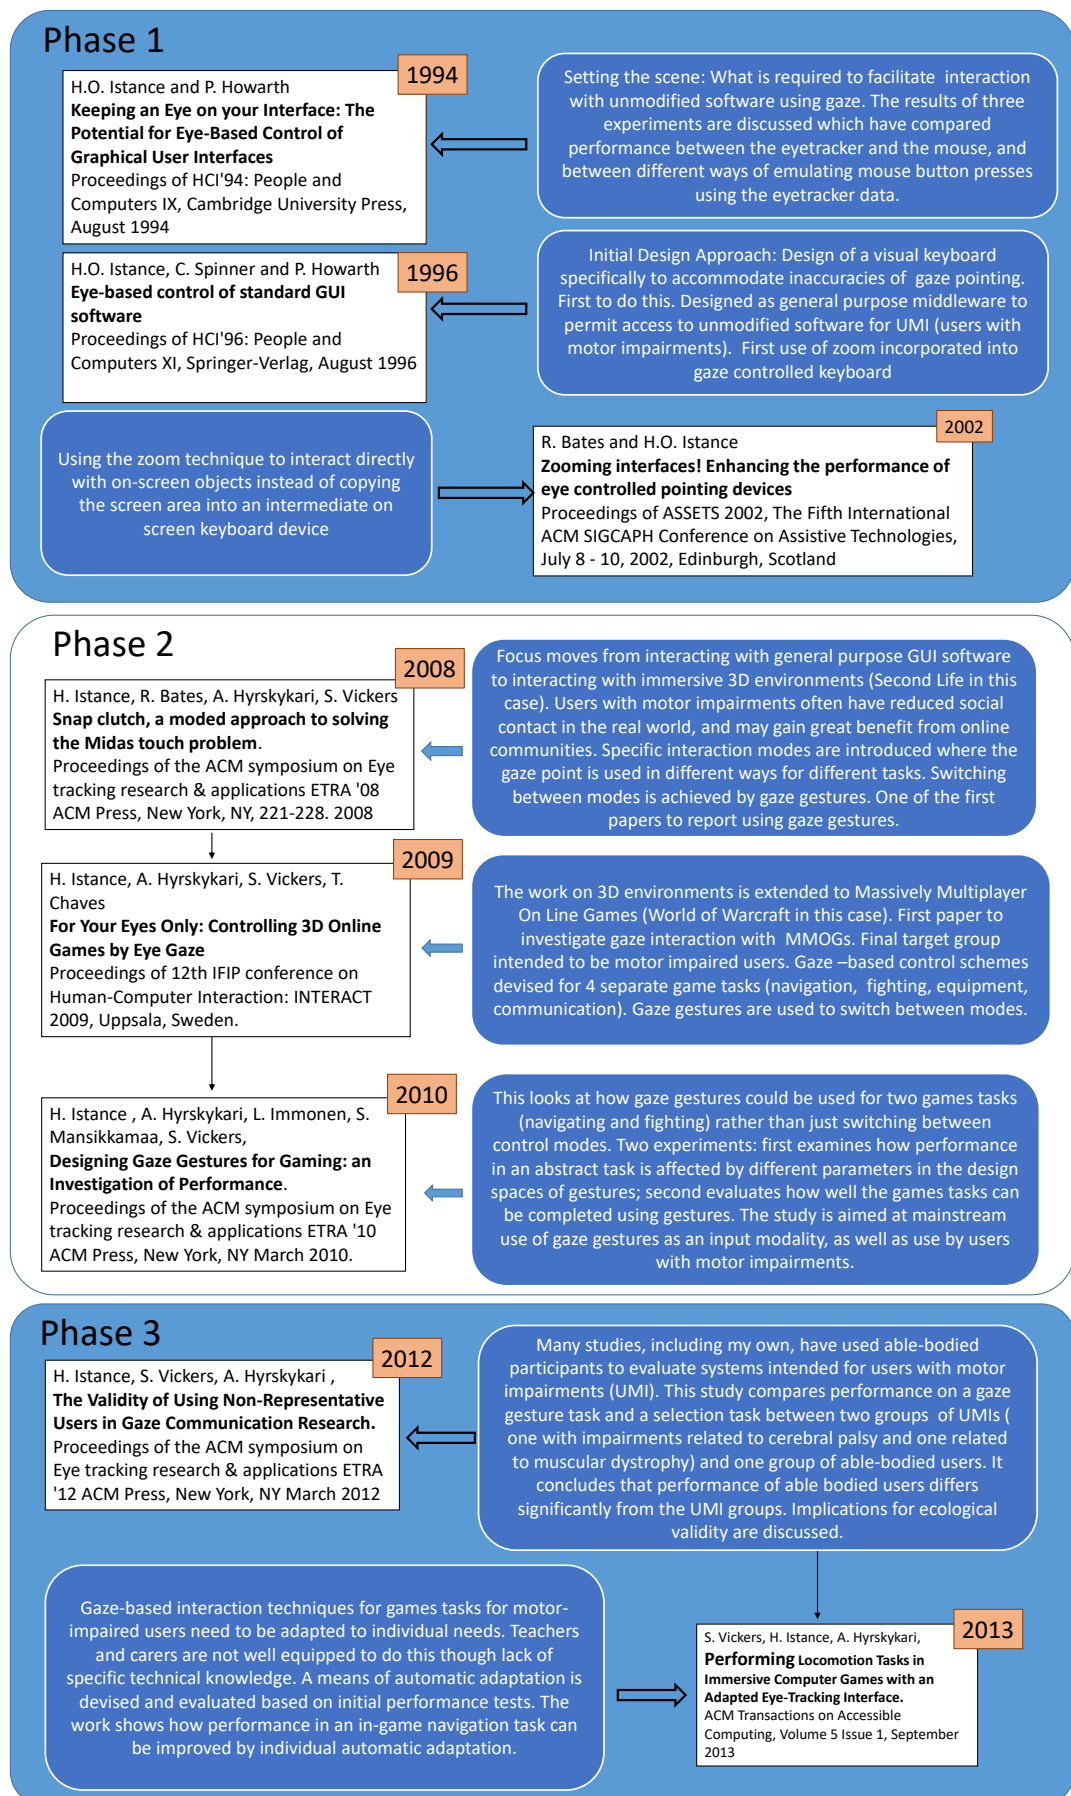 Phase 1
1994
H.O. Istance and P. Howarth
Keeping an Eye on your Interface: The
Potential for Eye-Based Control of
Graphical User Interfaces
Proceedings of HCI'94: People and
Computers IX, Cambridge University Press,
August 1994
Setting the scene: What is required to facilitate interaction
with unmodified software using gaze. The results of three
experiments are discussed which have compared
performance between the eyetracker and the mouse, and
between different ways of emulating mouse button presses
using the eyetracker data.
1996
H.O. Istance, C. Spinner and P. Howarth
Eye-based control of standard GUI
software
Proceedings of HCI'96: People and
Computers XI, Springer-Verlag, August 1996
Initial Design Approach: Design of a visual keyboard
specifically to accommodate inaccuracies of gaze pointing.
First to do this. Designed as general purpose middleware to
permit access to unmodified software for UMI (users with
motor impairments). First use of zoom incorporated into
gaze controlled keyboard
Using the zoom technique to interact directly
with on-screen objects instead of copying
the screen area into an intermediate on
screen keyboard device
2002
R. Bates and H.O. Istance
Zooming interfaces! Enhancing the performance of
eye controlled pointing devices
Proceedings of ASSETS 2002, The Fifth International
ACM SIGCAPH Conference on Assistive Technologies,
July 8 - 10, 2002, Edinburgh, Scotland
Phase 2
2008
H. Istance, R. Bates, A. Hyrskykari, S. Vickers
Snap clutch, a moded approach to solving
the Midas touch problem.
Proceedings of the ACM symposium on Eye
tracking research & applications ETRA '08
ACM Press, New York, NY, 221-228. 2008
Focus moves from interacting with general purpose GUI software
to interacting with immersive 3D environments (Second Life in this
case). Users with motor impairments often have reduced social
contact in the real world, and may gain great benefit from online
communities. Specific interaction modes are introduced where the
gaze point is used in different ways for different tasks. Switching
between modes is achieved by gaze gestures. One of the first
papers to report using gaze gestures.
2009
H. Istance, A. Hyrskykari, S. Vickers, T.
Chaves
For Your Eyes Only: Controlling 3D Online
Games by Eye Gaze
Proceedings of 12th IFIP conference on
Human-Computer Interaction: INTERACT
2009, Uppsala, Sweden.
The work on 3D environments is extended to Massively Multiplayer
On Line Games (World of Warcraft in this case). First paper to
investigate gaze interaction with MMOGs. Final target group
intended to be motor impaired users. Gaze –based control schemes
devised for 4 separate game tasks (navigation, fighting, equipment,
communication). Gaze gestures are used to switch between modes.
2010
H. Istance , A. Hyrskykari, L. Immonen, S.
Mansikkamaa, S. Vickers,
Designing Gaze Gestures for Gaming: an
Investigation of Performance.
Proceedings of the ACM symposium on Eye
tracking research & applications ETRA '10
ACM Press, New York, NY March 2010.
This looks at how gaze gestures could be used for two games tasks
(navigating and fighting) rather than just switching between
control modes. Two experiments: first examines how performance
in an abstract task is affected by different parameters in the design
spaces of gestures; second evaluates how well the games tasks can
be completed using gestures. The study is aimed at mainstream
use of gaze gestures as an input modality, as well as use by users
with motor impairments.
Phase 3
2012
H. Istance, S. Vickers, A. Hyrskykari ,
The Validity of Using Non-Representative
Users in Gaze Communication Research.
Proceedings of the ACM symposium on
Eye tracking research & applications ETRA
'12 ACM Press, New York, NY March 2012
Many studies, including my own, have used able-bodied
participants to evaluate systems intended for users with motor
impairments (UMI). This study compares performance on a gaze
gesture task and a selection task between two groups of UMIs (
one with impairments related to cerebral palsy and one related
to muscular dystrophy) and one group of able-bodied users. It
concludes that performance of able bodied users differs
significantly from the UMI groups. Implications for ecological
validity are discussed.
Gaze-based interaction techniques for games tasks for motor-
impaired users need to be adapted to individual needs. Teachers
and carers are not well equipped to do this though lack of
specific technical knowledge. A means of automatic adaptation is
devised and evaluated based on initial performance tests. The
work shows how performance in an in-game navigation task can
be improved by individual automatic adaptation.
2013
S. Vickers, H. Istance, A. Hyrskykari,
Performing Locomotion Tasks in
Immersive Computer Games with an
Adapted Eye-Tracking Interface.
ACM Transactions on Accessible
Computing, Volume 5 Issue 1, September
2013